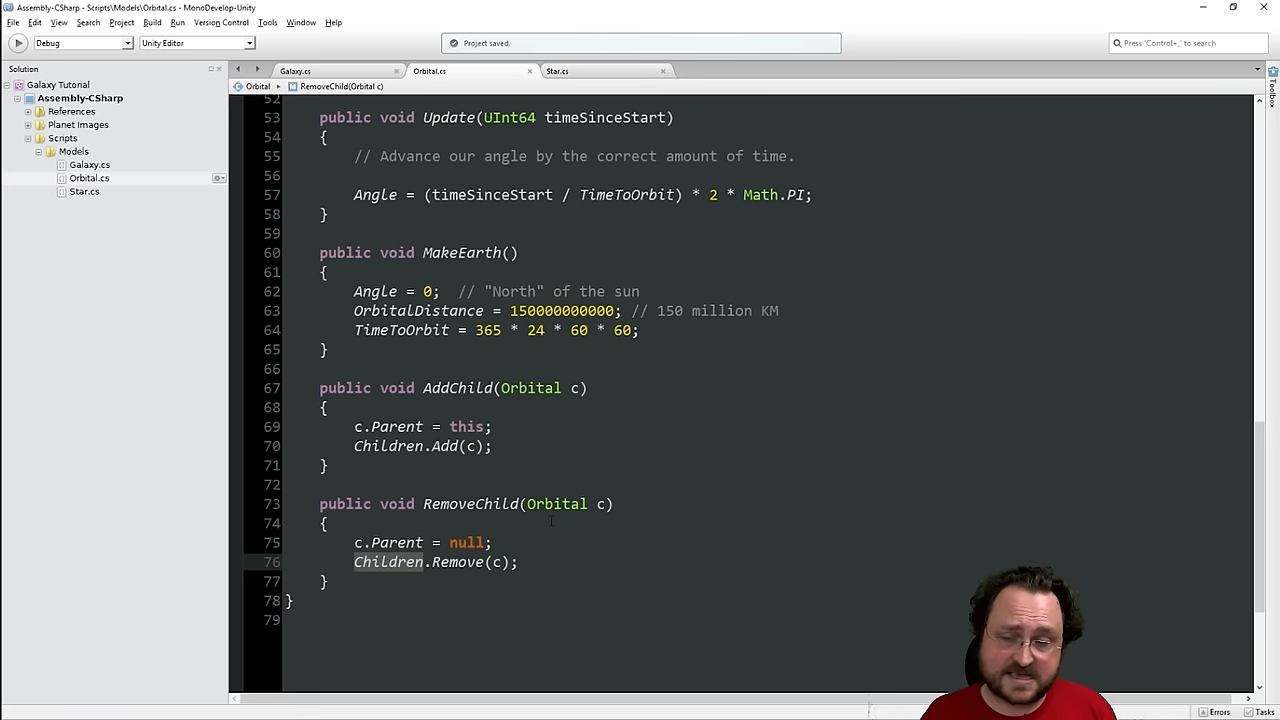 Assembly-CSharp - Scripts\Models\Orbital.cs - MonoDevelop-Unity
File Edit View Search Project Build Run Version Control Tools Window Help
Debug Unity Editor Project saved. Press 'Control+,' to search
Solution
Galaxy.cs Orbital.cs Star.cs
Galaxy Tutorial
Orbital RemoveChild(Orbital c)
Assembly-CSharp
References
Planet Images
Scripts
Models
Galaxy.cs
Orbital.cs
Star.cs
Toolbox
52
53 public void Update(UInt64 timeSinceStart)
54 {
55 // Advance our angle by the correct amount of time.
56
57 Angle = (timeSinceStart / TimeToOrbit) * 2 * Math.PI;
58 }
59
60 public void MakeEarth()
61 {
62 Angle = 0; // "North" of the sun
63 OrbitalDistance = 150000000000; // 150 million KM
64 TimeToOrbit = 365 * 24 * 60 * 60;
65 }
66
67 public void AddChild(Orbital c)
68 {
69 c.Parent = this;
70 Children.Add(c);
71 }
72
73 public void RemoveChild(Orbital c)
74 {
75 c.Parent = null;
76 Children.Remove(c);
77 }
78 }
79
Errors Tasks